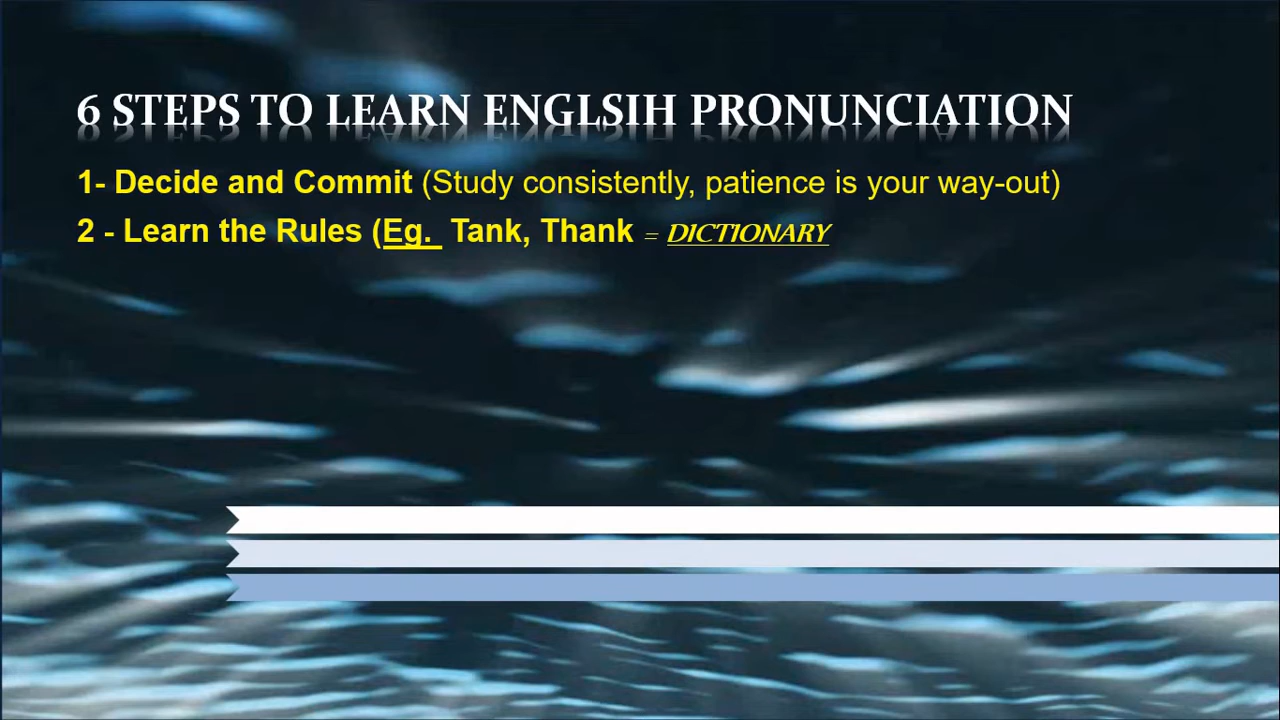 6 STEPS TO LEARN ENGLSIH PRONUNCIATION
1- Decide and Commit (Study consistently, patience is your way-out)
2 - Learn the Rules (Eg.  Tank, Thank = DICTIONARY